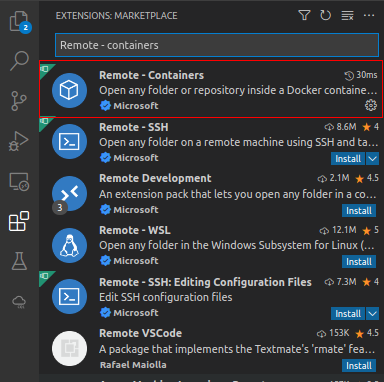 EXTENSIONS: MARKETPLACE
2
Remote - containers
Remote - Containers 30ms
Open any folder or repository inside a Docker containe...
Microsoft
Remote - SSH 8.6M 4
Open any folder on a remote machine using SSH and ta...
Microsoft Install
Remote Development 2.1M 4.5
An extension pack that lets you open any folder in a co...
3 Microsoft Install
Remote - WSL 12.1M 5
Open any folder in the Windows Subsystem for Linux (...
Microsoft Install
Remote - SSH: Editing Configuration Files 7.3M 4
Edit SSH configuration files
Microsoft Install
Remote VSCode 153K 4.5
A package that implements the Textmate's 'rmate' fea...
Rafael Maiolla Install